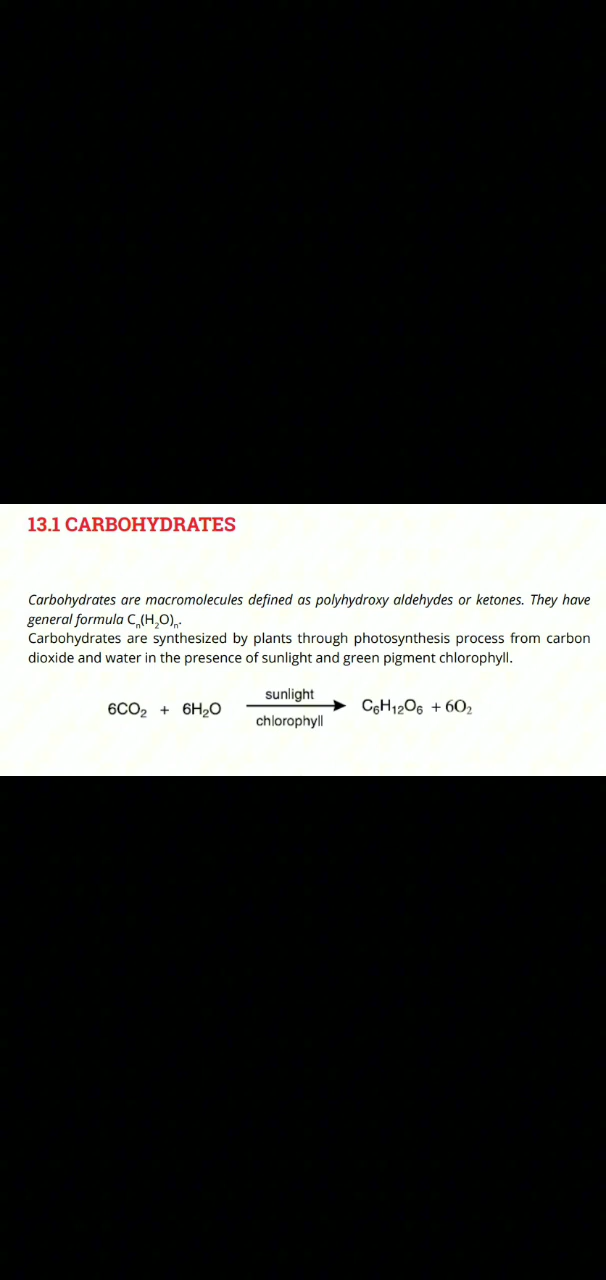 13.1 CARBOHYDRATES
Carbohydrates are macromolecules defined as polyhydroxy aldehydes or ketones. They have
general formula Cₙ(H₂O)ₙ.
Carbohydrates are synthesized by plants through photosynthesis process from carbon
dioxide and water in the presence of sunlight and green pigment chlorophyll.
sunlight
6CO₂ + 6H₂O → C₆H₁₂O₆ + 6O₂
chlorophyll